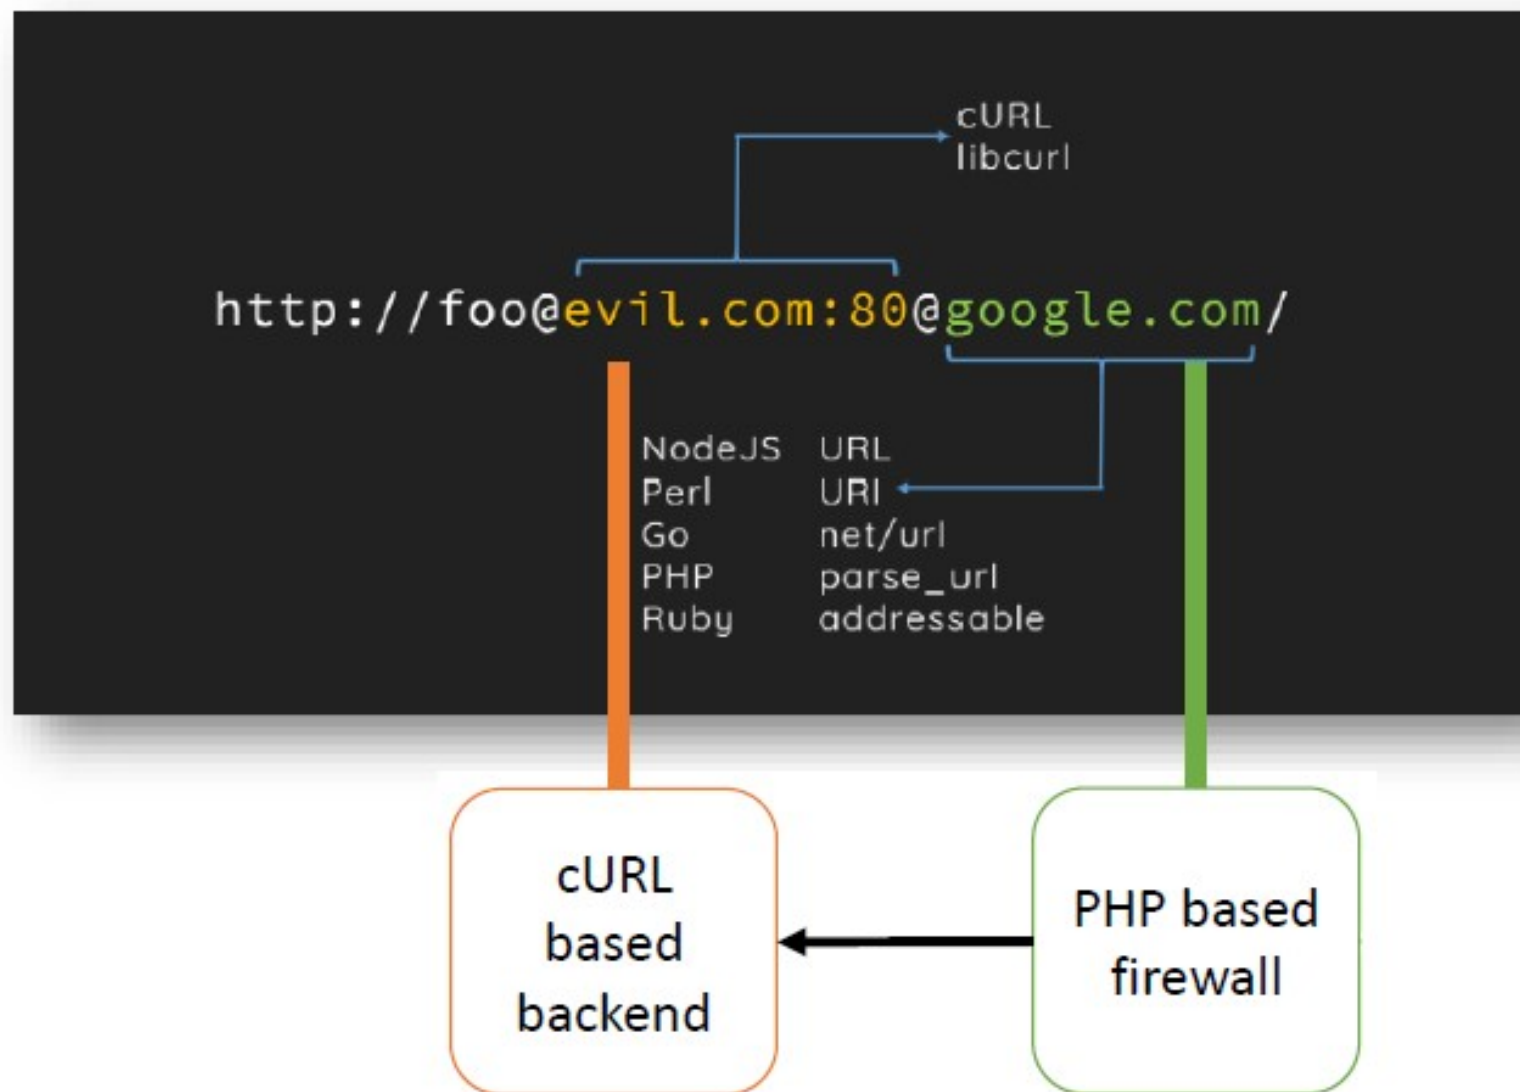 cURL
libcurl
http://foo@evil.com:80@google.com/
NodeJS URL
Perl URI
Go net/url
PHP parse_url
Ruby addressable
cURL
based
backend
PHP based
firewall